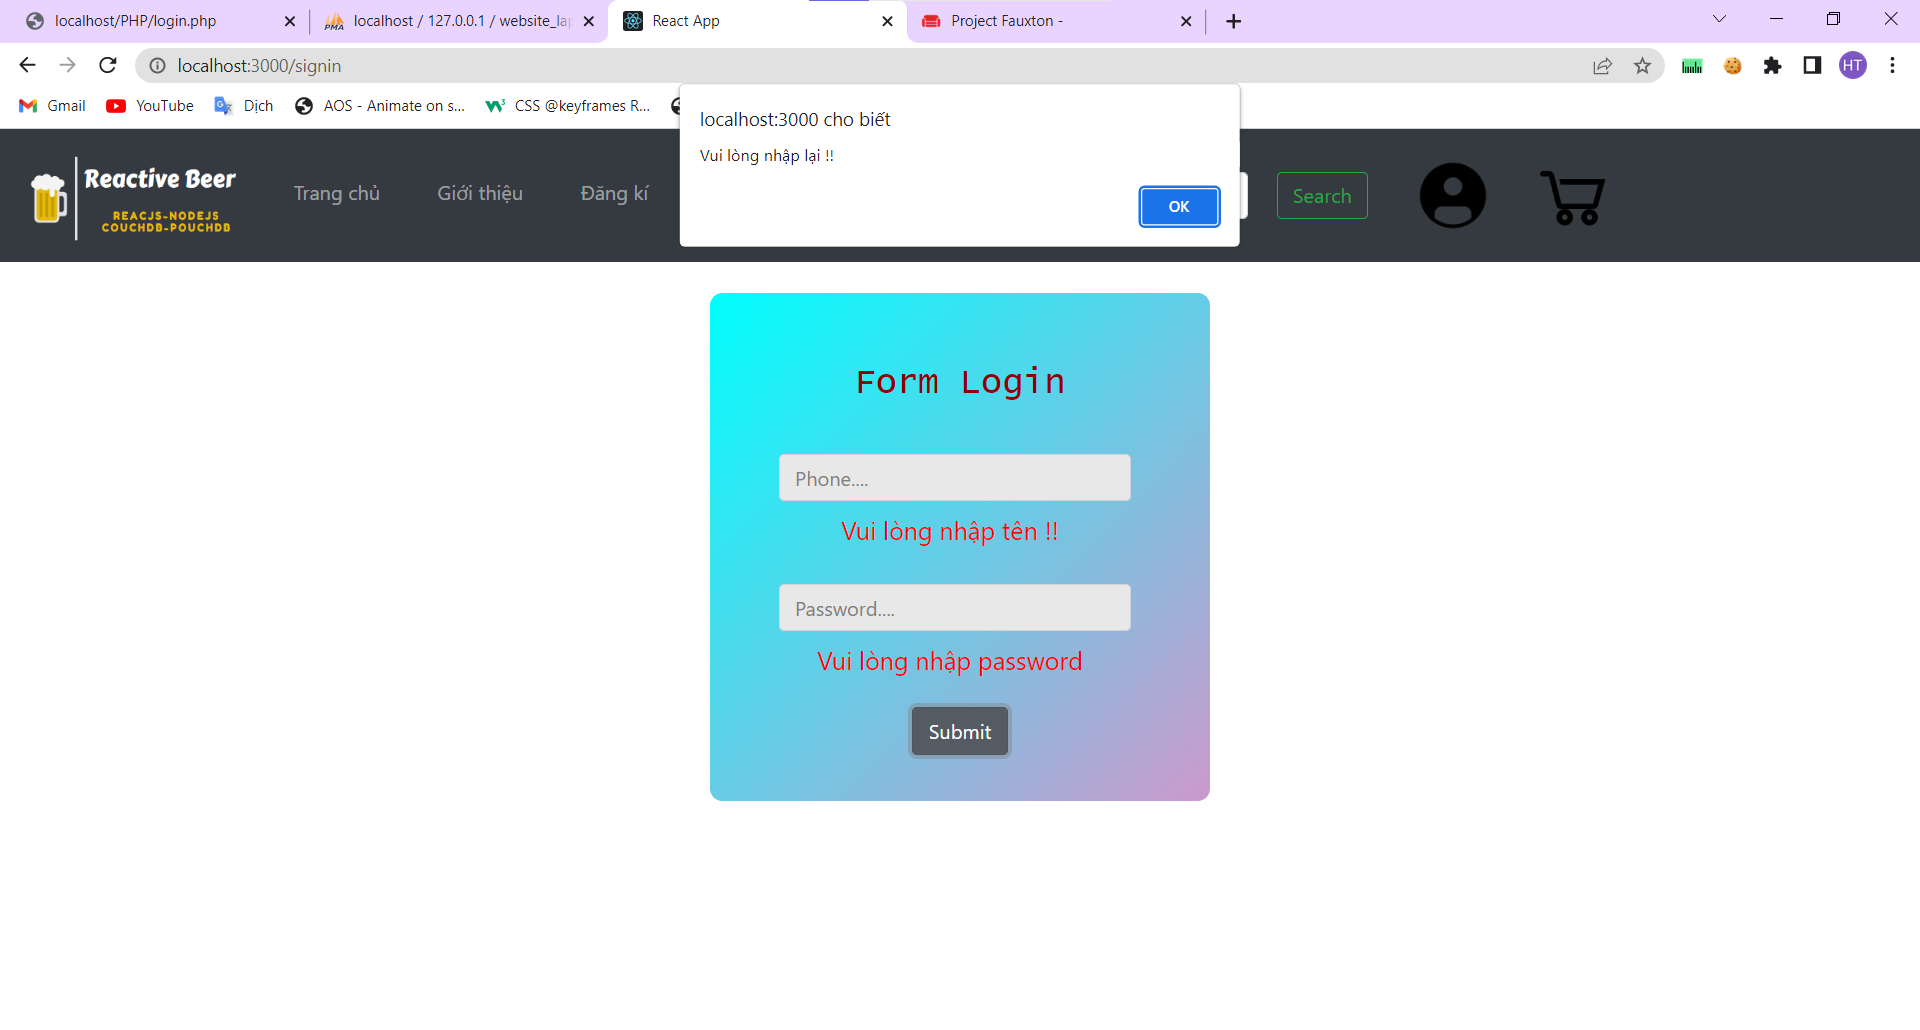 localhost/PHP/login.php
localhost / 127.0.0.1 / website_la
React App
Project Fauxton -
localhost:3000/signin
HT
Gmail
YouTube
Dịch
AOS - Animate on s...
CSS @keyframes R...
localhost:3000 cho biết
Vui lòng nhập lại !!
OK
Reactive Beer
REACJS-NODEJS
COUCHDB-POUCHDB
Trang chủ
Giới thiệu
Đăng kí
Search
Form Login
Phone....
Vui lòng nhập tên !!
Password....
Vui lòng nhập password
Submit